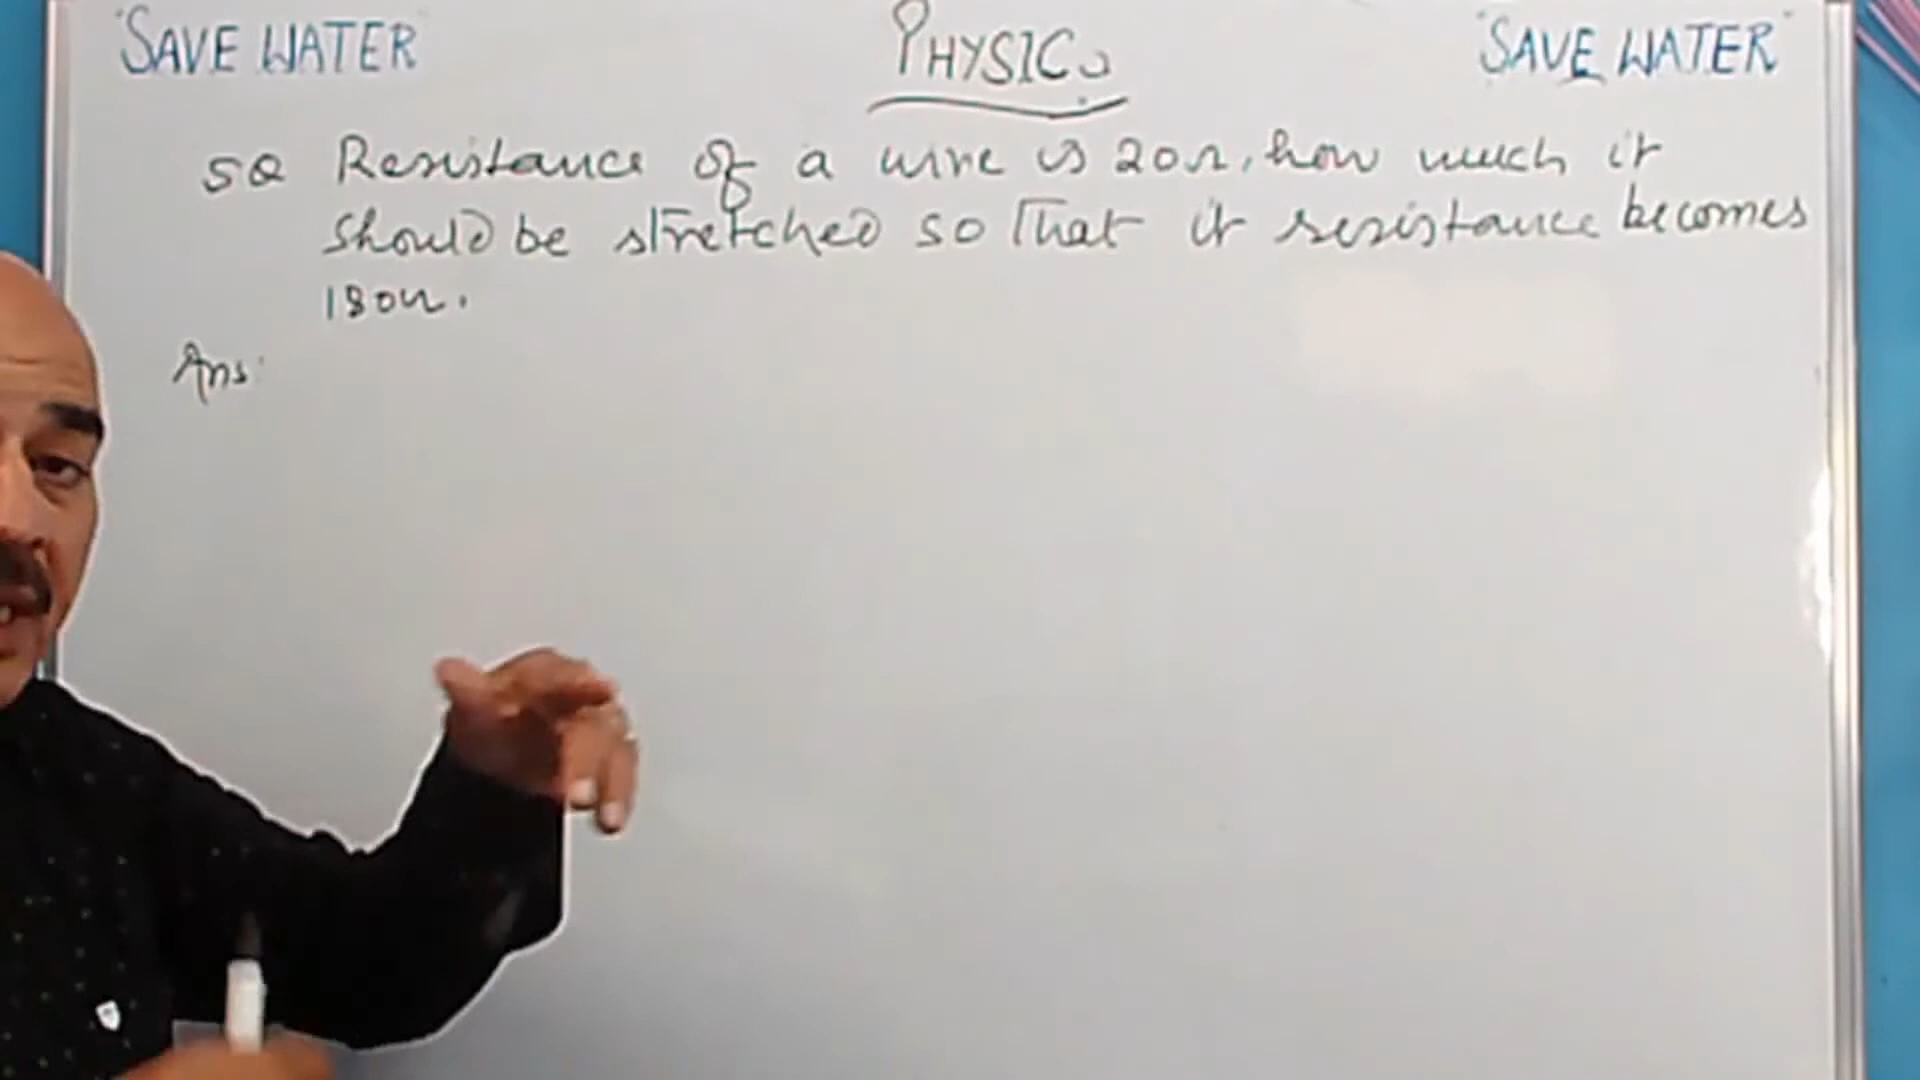 "SAVE WATER" PHYSICS "SAVE WATER"
5Q Resistance of a wire is 20Ω, how much it
should be stretched so that it resistance becomes
180Ω.
Ans: